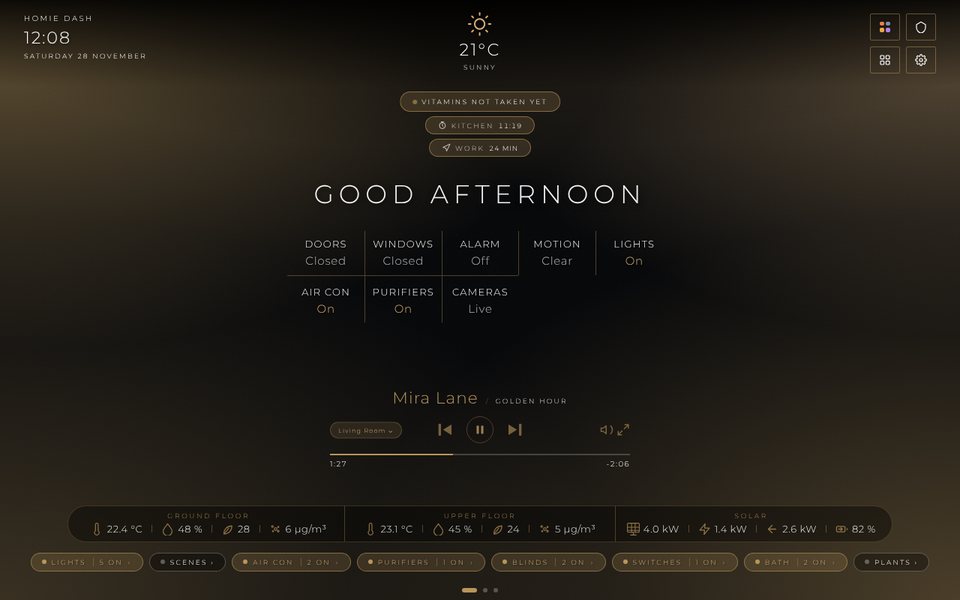 HOMIE DASH
12:08
SATURDAY 28 NOVEMBER
21°C
SUNNY
VITAMINS NOT TAKEN YET
KITCHEN 11:19
WORK 24 MIN
GOOD AFTERNOON
DOORS WINDOWS ALARM MOTION LIGHTS
Closed Closed Off Clear On
AIR CON PURIFIERS CAMERAS
On On Live
Mira Lane / GOLDEN HOUR
Living Room
1:27 -2:06
GROUND FLOOR UPPER FLOOR SOLAR
22.4 °C 48 % 28 6 µg/m³ 23.1 °C 45 % 24 5 µg/m³ 4.0 kW 1.4 kW 2.6 kW 82 %
LIGHTS | 5 ON › SCENES › AIR CON | 2 ON › PURIFIERS | 1 ON › BLINDS | 2 ON › SWITCHES | 1 ON › BATH | 2 ON › PLANTS ›